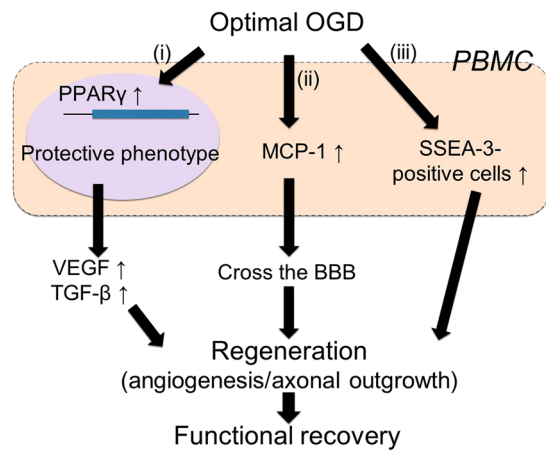 Optimal OGD
(i)
(ii)
(iii)
PBMC
PPARγ ↑
Protective phenotype
MCP-1 ↑
SSEA-3-
positive cells ↑
VEGF ↑
TGF-β ↑
Cross the BBB
Regeneration
(angiogenesis/axonal outgrowth)
Functional recovery